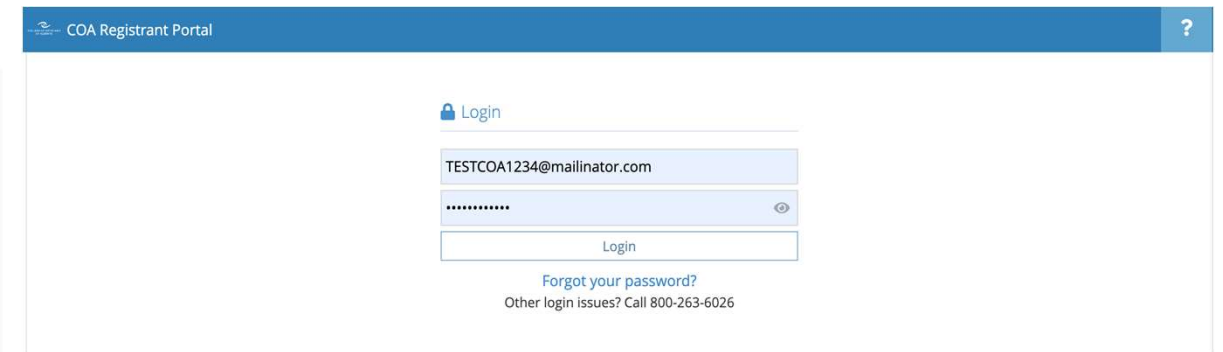 COA Registrant Portal
?
Login
TESTCOA1234@mailinator.com
••••••••••••
Login
Forgot your password?
Other login issues? Call 800-263-6026